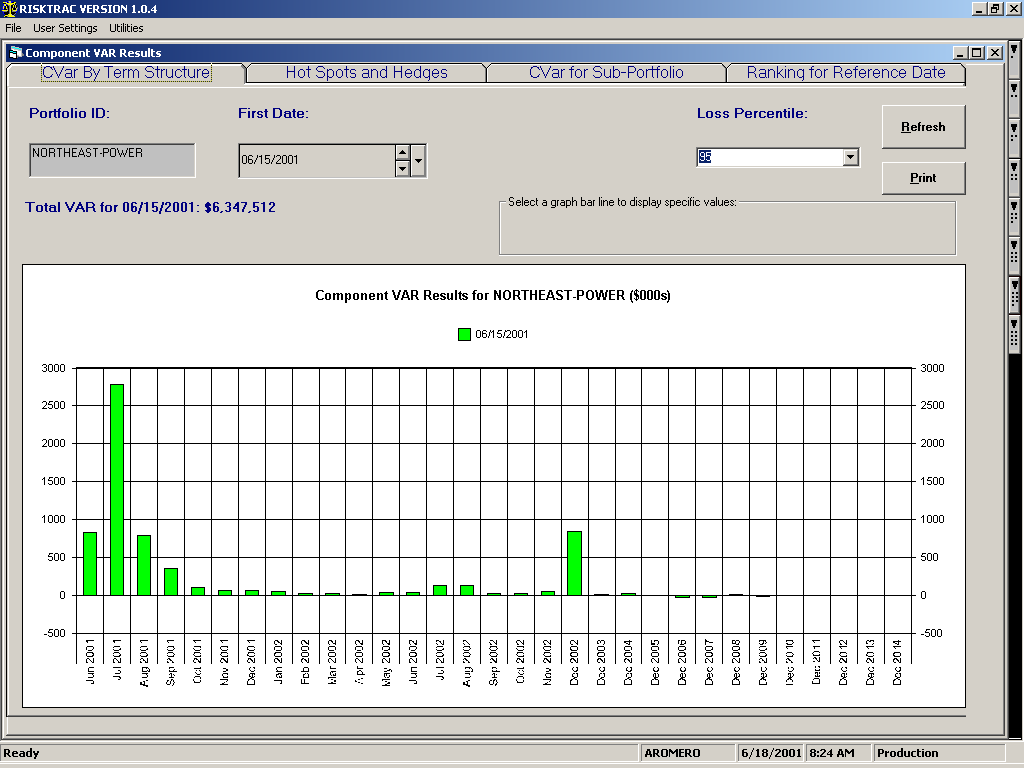 RISKTRAC VERSION 1.0.4
File User Settings Utilities
Component VAR Results
CVar By Term Structure Hot Spots and Hedges CVar for Sub-Portfolio Ranking for Reference Date
Portfolio ID: First Date: Loss Percentile:
Refresh
NORTHEAST-POWER 06/15/2001 95
Print
Total VAR for 06/15/2001: $6,347,512
Select a graph bar line to display specific values:
Component VAR Results for NORTHEAST-POWER ($000s)
06/15/2001
3000 3000
2500 2500
2000 2000
1500 1500
1000 1000
500 500
0 0
-500 -500
Jun 2001 Jul 2001 Aug 2001 Sep 2001 Oct 2001 Nov 2001 Dec 2001 Jan 2002 Feb 2002 Mar 2002 Apr 2002 May 2002 Jun 2002 Jul 2002 Aug 2002 Sep 2002 Oct 2002 Nov 2002 Dec 2002 Dec 2003 Dec 2004 Dec 2005 Dec 2006 Dec 2007 Dec 2008 Dec 2009 Dec 2010 Dec 2011 Dec 2012 Dec 2013 Dec 2014
Ready AROMERO 6/18/2001 8:24 AM Production